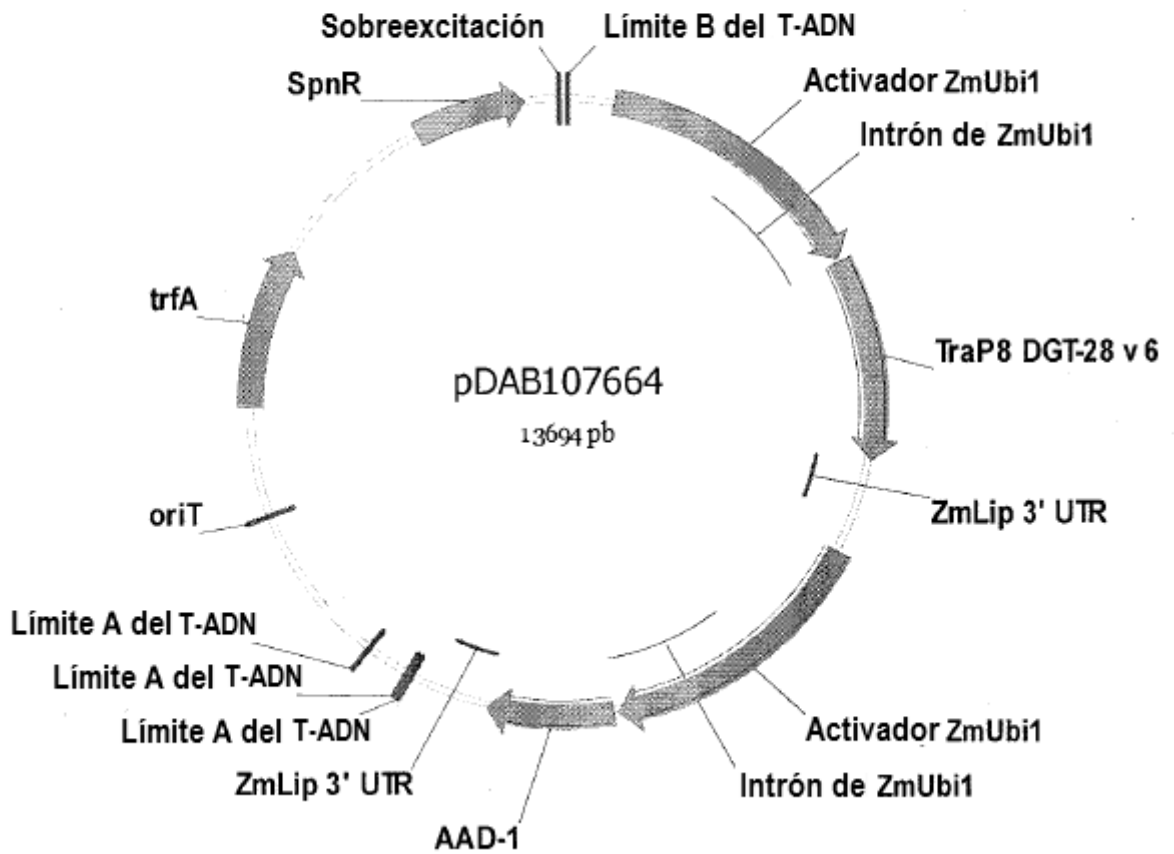 Sobreexcitación
Límite B del T-ADN
SpnR
Activador ZmUbi1
Intrón de ZmUbi1
trfA
TraP8 DGT-28 v 6
pDAB107664
13694 pb
ZmLip 3' UTR
oriT
Límite A del T-ADN
Límite A del T-ADN
Límite A del T-ADN
Activador ZmUbi1
ZmLip 3' UTR
Intrón de ZmUbi1
AAD-1